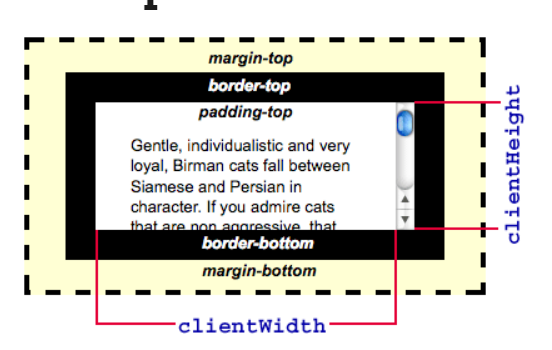 margin-top
border-top
padding-top
Gentle, individualistic and very
loyal, Birman cats fall between
Siamese and Persian in
character. If you admire cats
that are non aggressive, that
border-bottom
margin-bottom
clientWidth
clientHeight